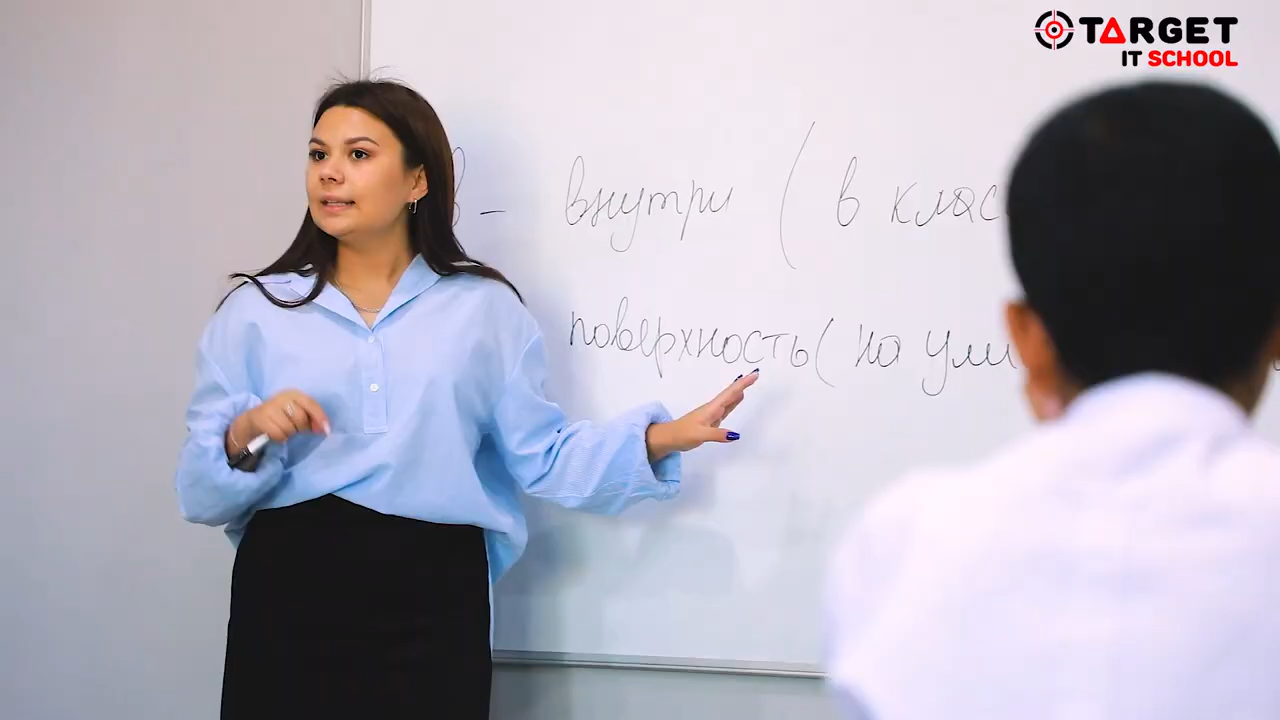 TARGET
IT SCHOOL
в - внутри ( в клас
поверхность ( на ули